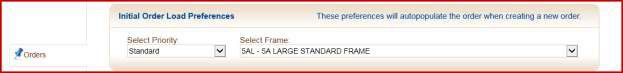 Initial Order Load Preferences These preferences will autopopulate the order when creating a new order.
Select Priority: Select Frame:
Standard 5AL - 5A LARGE STANDARD FRAME
Orders